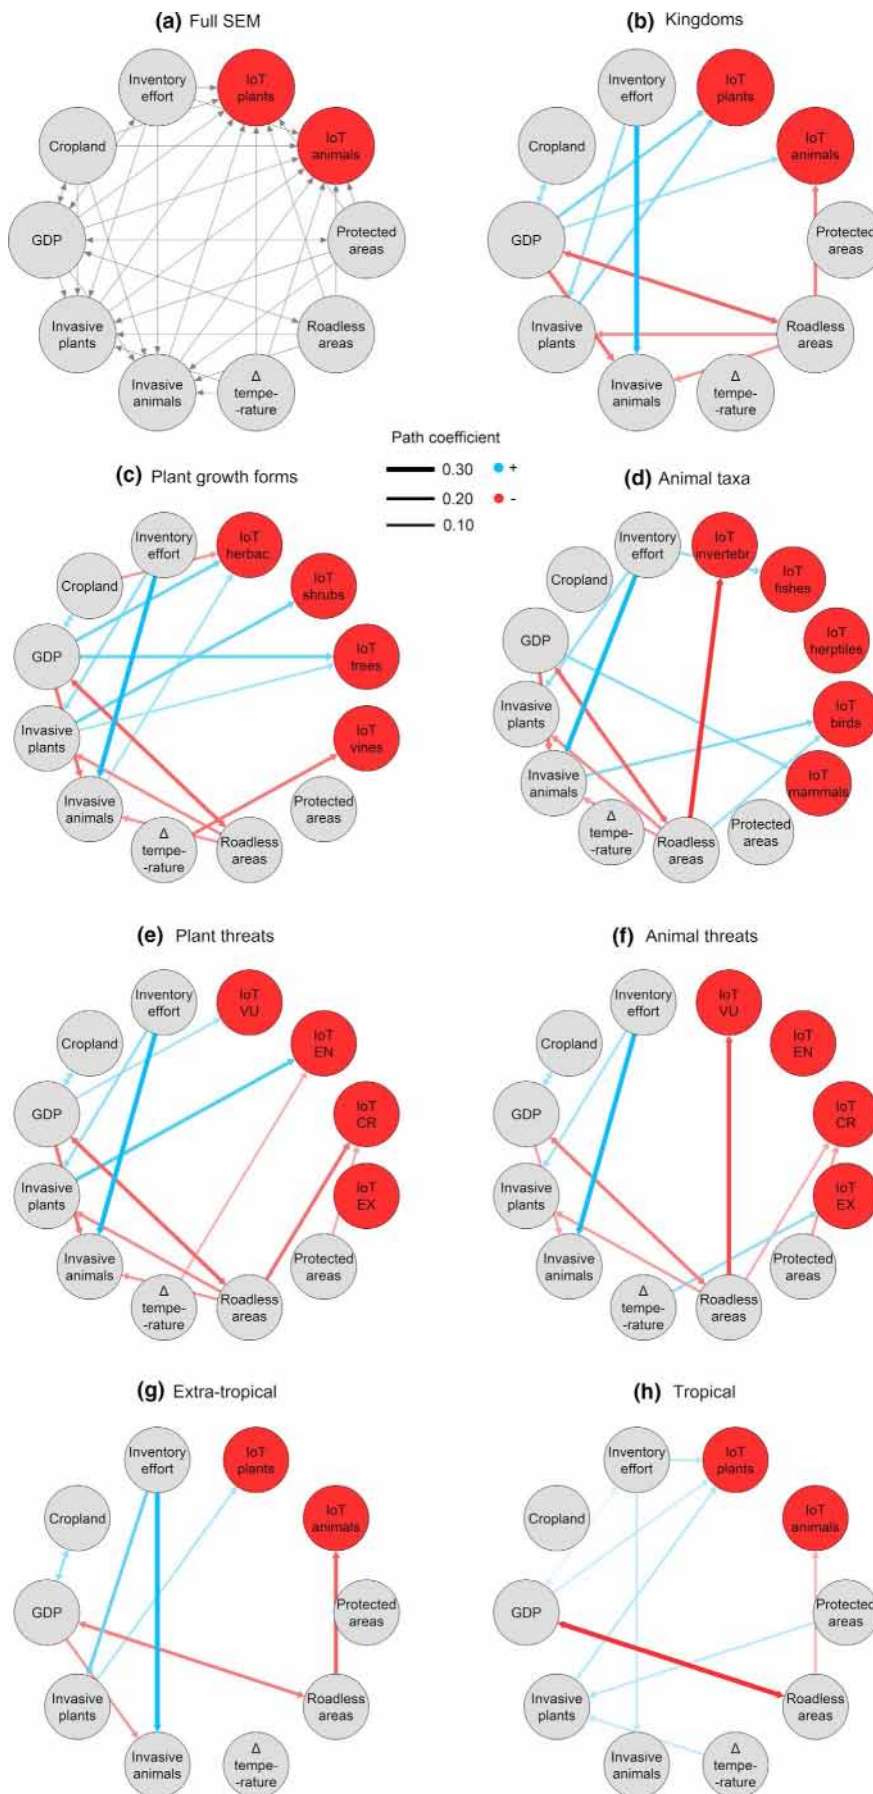 (a) Full SEM
Inventory
effort
IoT
plants
Cropland
IoT
animals
GDP
Protected
areas
Invasive
plants
Roadless
areas
Invasive
animals
Δ
tempe-
-rature
(b) Kingdoms
Inventory
effort
IoT
plants
Cropland
IoT
animals
GDP
Protected
areas
Invasive
plants
Roadless
areas
Invasive
animals
Δ
tempe-
-rature
Path coefficient
0.30 +
0.20 -
0.10
(c) Plant growth forms
Inventory
effort
IoT
herbac.
Cropland
IoT
shrubs
GDP
IoT
trees
Invasive
plants
IoT
vines
Invasive
animals
Protected
areas
Δ
tempe-
-rature
Roadless
areas
(d) Animal taxa
Inventory
effort
IoT
invertebr.
Cropland
IoT
fishes
GDP
IoT
herptiles
Invasive
plants
IoT
birds
Invasive
animals
IoT
mammals
Δ
tempe-
-rature
Roadless
areas
Protected
areas
(e) Plant threats
Inventory
effort
IoT
VU
Cropland
IoT
EN
GDP
IoT
CR
Invasive
plants
IoT
EX
Invasive
animals
Protected
areas
Δ
tempe-
-rature
Roadless
areas
(f) Animal threats
Inventory
effort
IoT
VU
Cropland
IoT
EN
GDP
IoT
CR
Invasive
plants
IoT
EX
Invasive
animals
Protected
areas
Δ
tempe-
-rature
Roadless
areas
(g) Extra-tropical
Inventory
effort
IoT
plants
Cropland
IoT
animals
GDP
Protected
areas
Invasive
plants
Roadless
areas
Invasive
animals
Δ
tempe-
-rature
(h) Tropical
Inventory
effort
IoT
plants
Cropland
IoT
animals
GDP
Protected
areas
Invasive
plants
Roadless
areas
Invasive
animals
Δ
tempe-
-rature